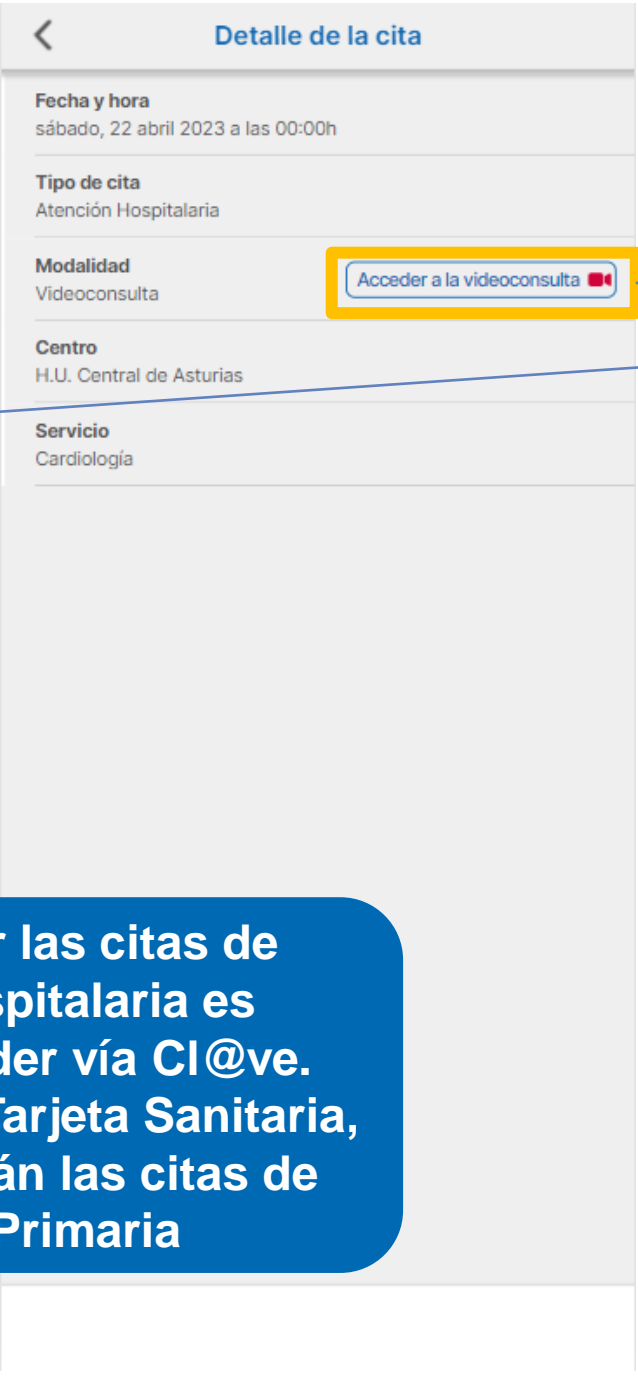 Detalle de la cita
Fecha y hora
sábado, 22 abril 2023 a las 00:00h
Tipo de cita
Atención Hospitalaria
Modalidad
Videoconsulta
Acceder a la videoconsulta
Centro
H.U. Central de Asturias
Servicio
Cardiología
r las citas de
spitalaria es
der vía Cl@ve.
Tarjeta Sanitaria,
án las citas de
Primaria